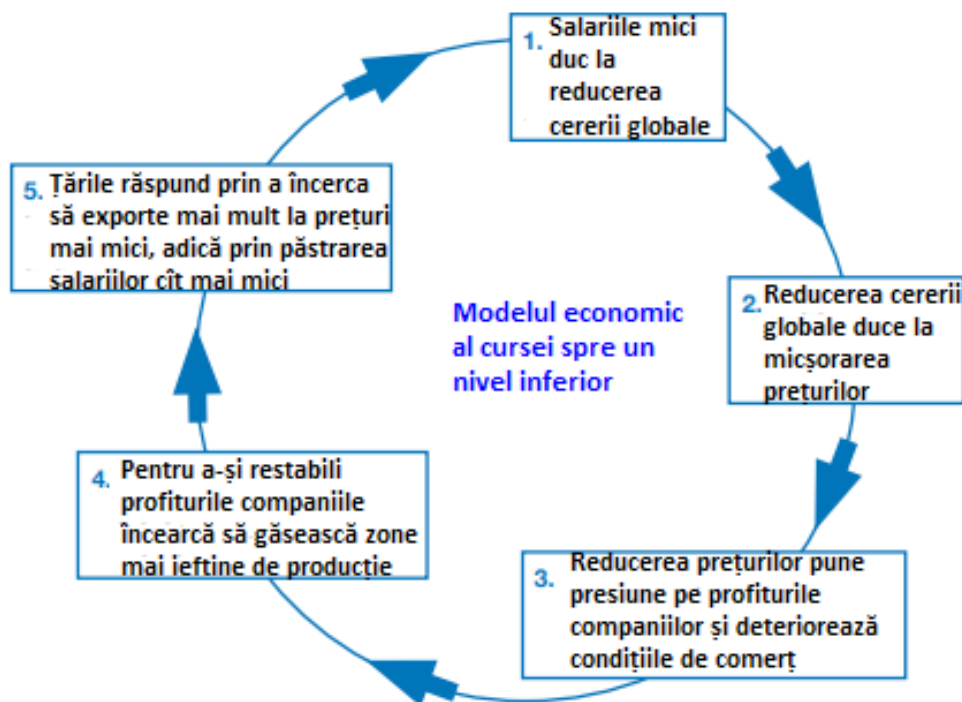 1. Salariile mici
duc la
reducerea
cererii globale
2. Reducerea cererii
globale duce la
micșorarea
prețurilor
3. Reducerea prețurilor pune
presiune pe profiturile
companiilor și deteriorează
condițiile de comerț
4. Pentru a-și restabili
profiturile companiile
încearcă să găsească zone
mai ieftine de producție
5. Țările răspund prin a încerca
să exporte mai mult la prețuri
mai mici, adică prin păstrarea
salariilor cît mai mici
Modelul economic
al cursei spre un
nivel inferior